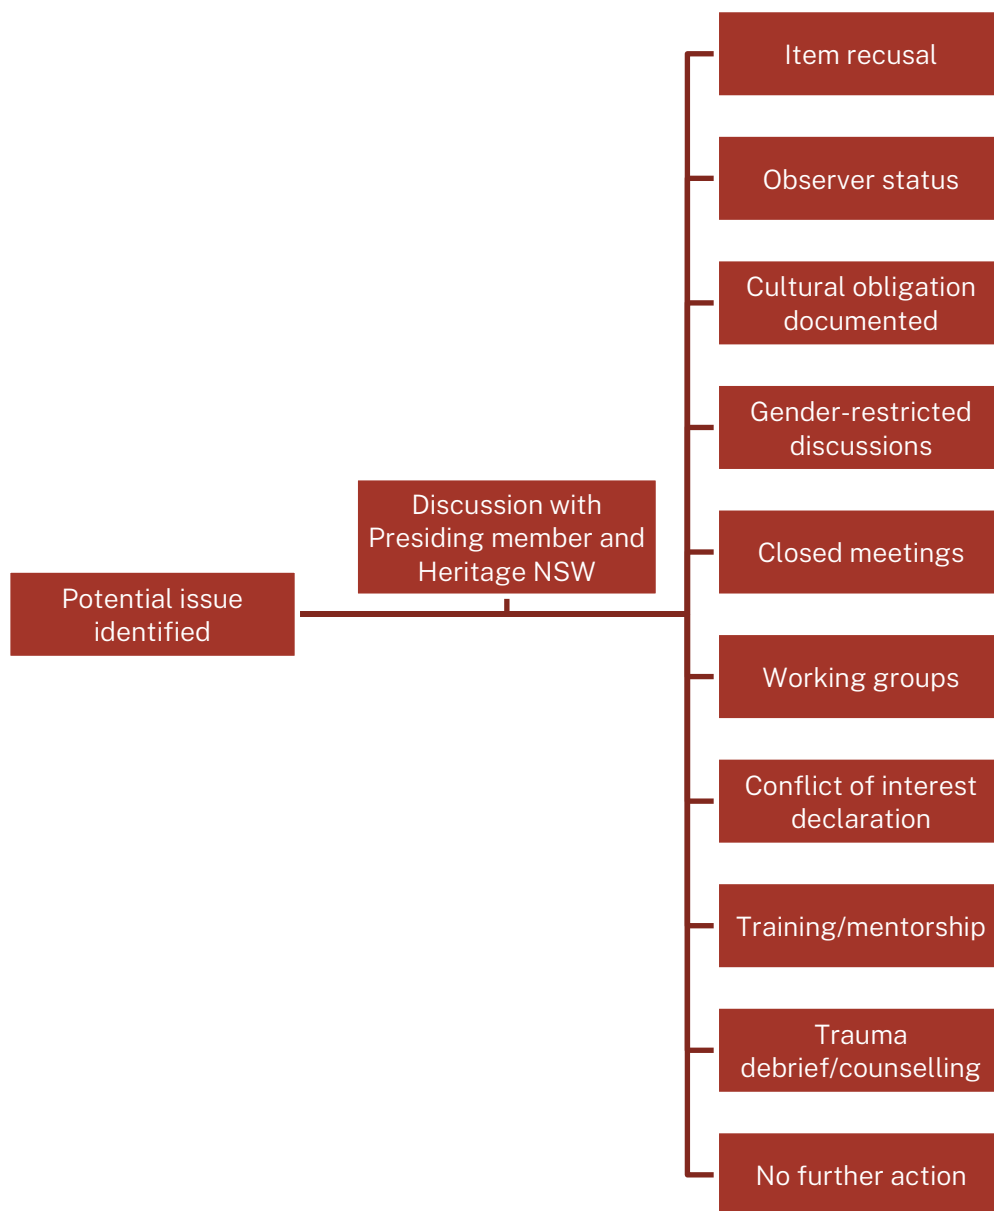 Potential issue
identified
Discussion with
Presiding member and
Heritage NSW
Item recusal
Observer status
Cultural obligation
documented
Gender-restricted
discussions
Closed meetings
Working groups
Conflict of interest
declaration
Training/mentorship
Trauma
debrief/counselling
No further action